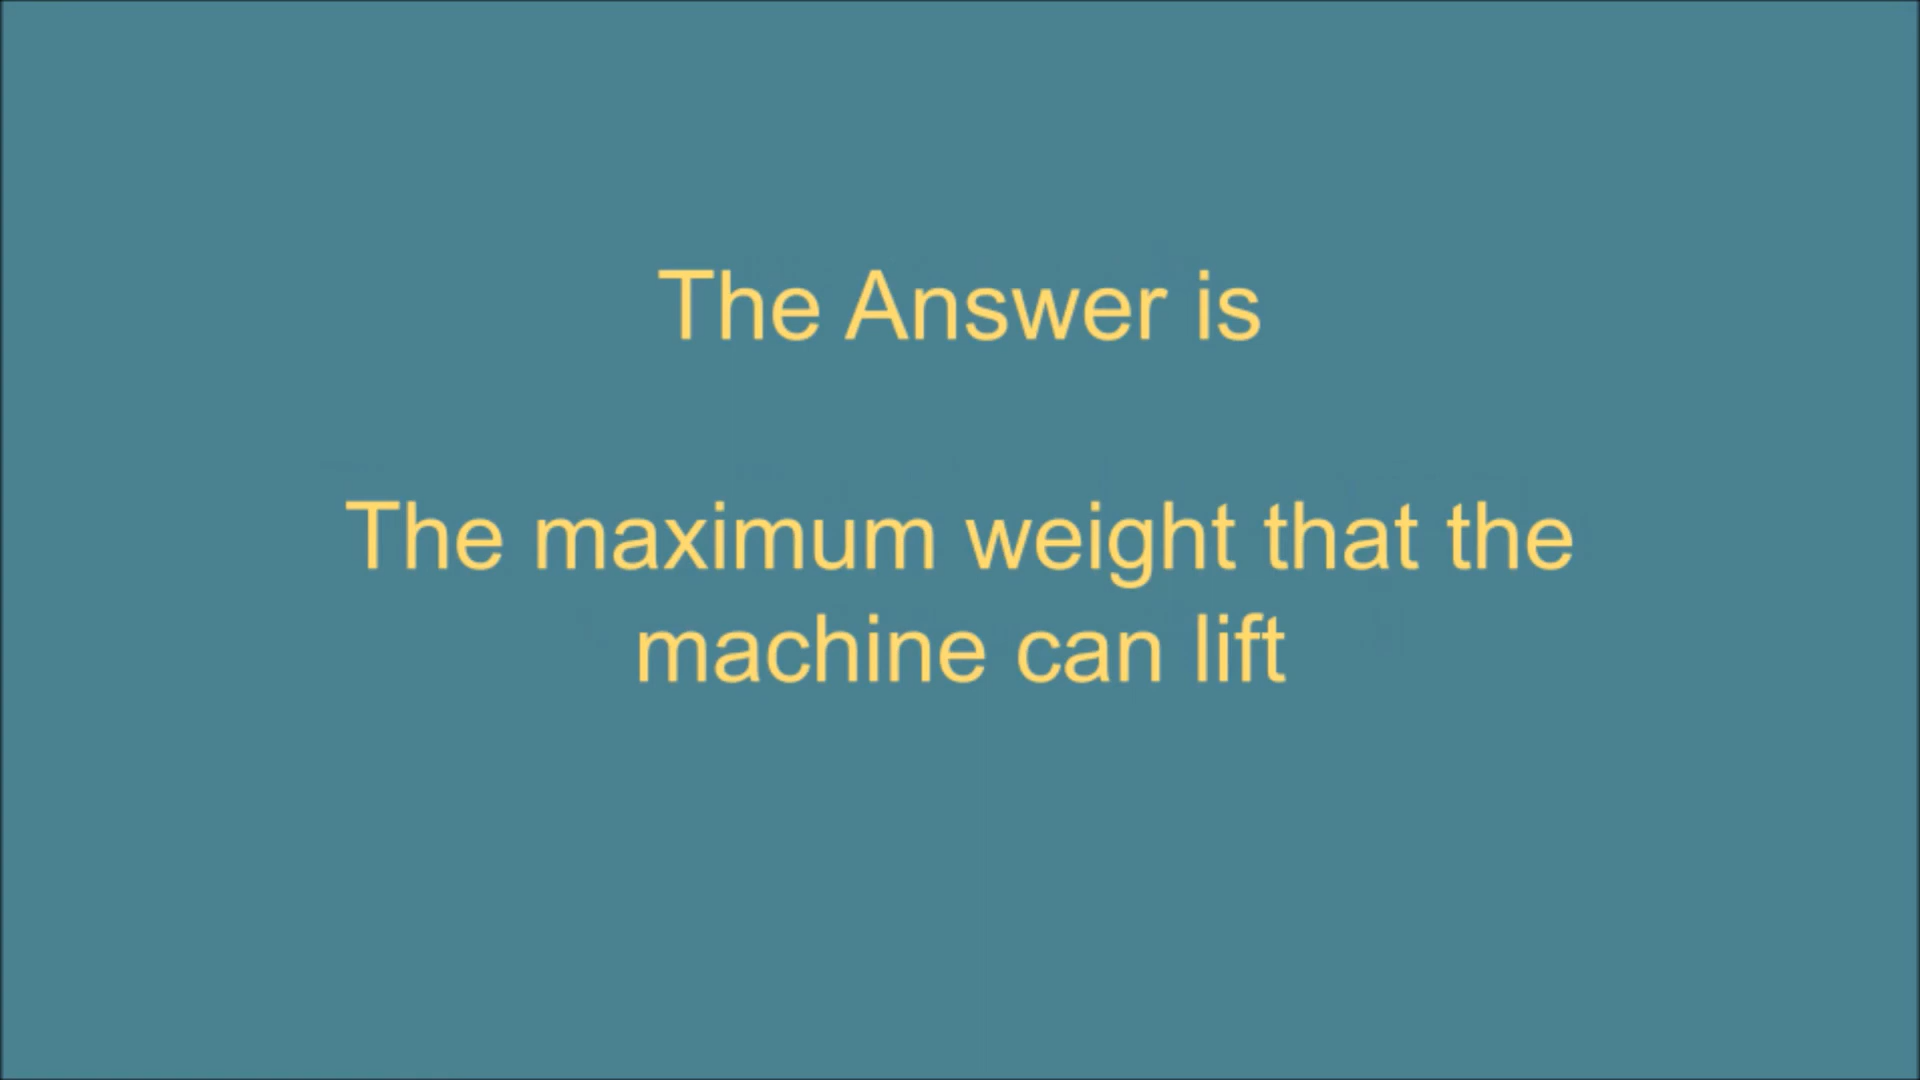 The Answer is
The maximum weight that the
machine can lift